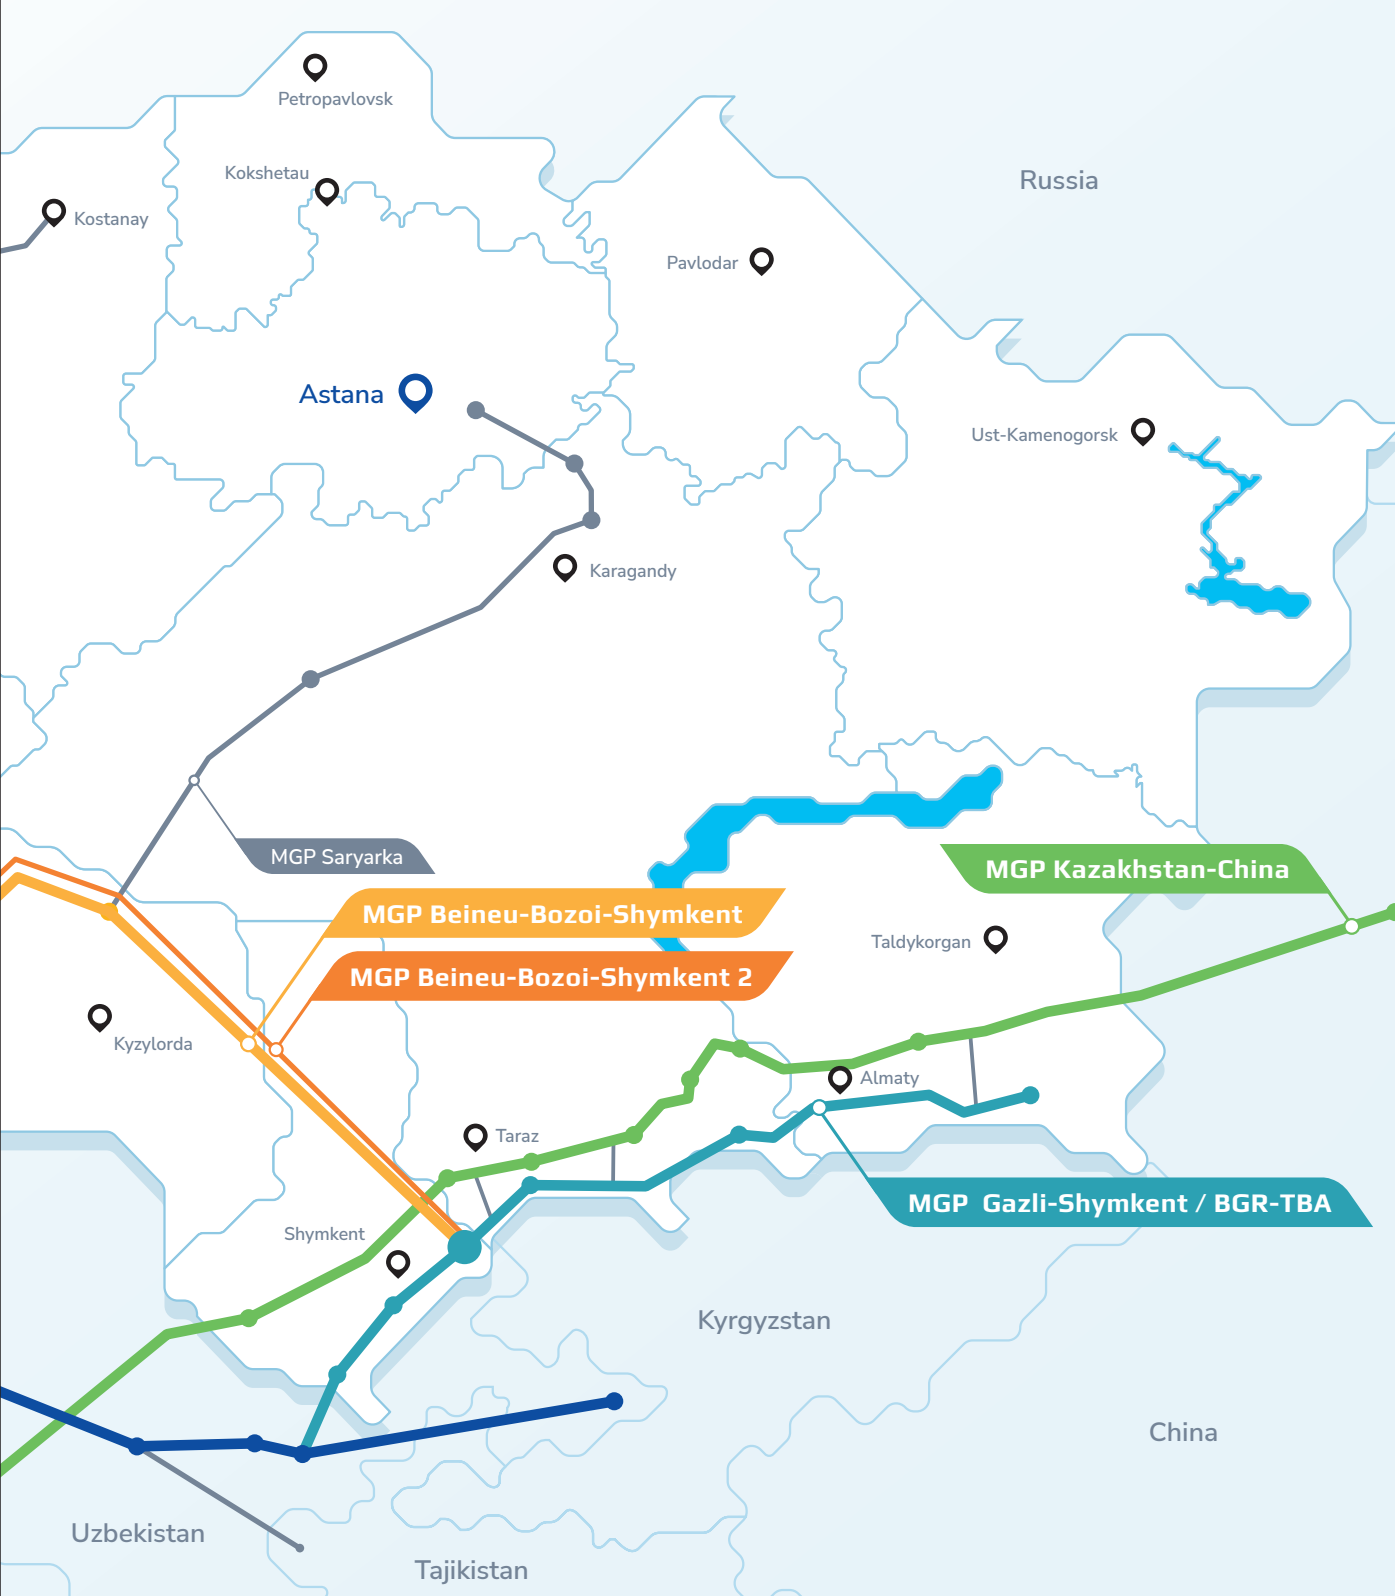 Petropavlovsk
Kokshetau
Russia
Kostanay
Pavlodar
Astana
Ust-Kamenogorsk
Karagandy
MGP Saryarka
MGP Kazakhstan-China
MGP Beineu-Bozoi-Shymkent
Taldykorgan
MGP Beineu-Bozoi-Shymkent 2
Kyzylorda
Almaty
Taraz
MGP Gazli-Shymkent / BGR-TBA
Shymkent
Kyrgyzstan
China
Uzbekistan
Tajikistan